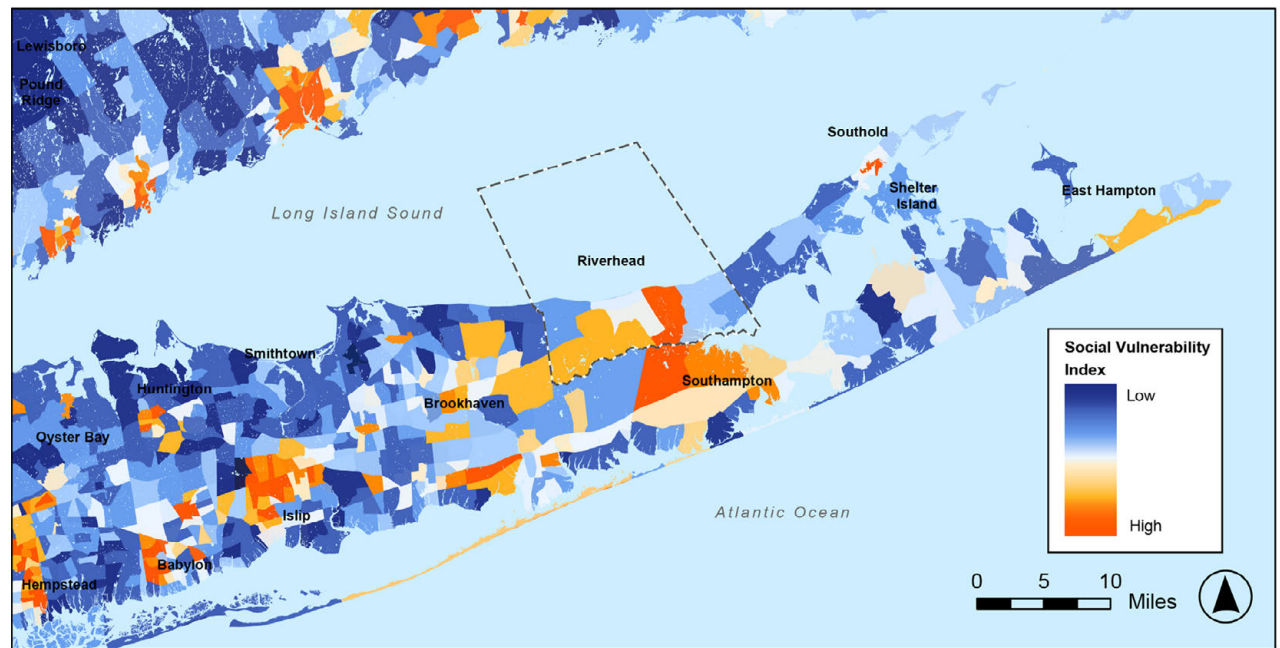 Lewisboro
Pound
Ridge
Southold
Shelter
Island
East Hampton
Long Island Sound
Riverhead
Smithtown
Huntington
Brookhaven
Southampton
Oyster Bay
Islip
Atlantic Ocean
Babylon
Hempstead
Social Vulnerability
Index
Low
High
0 5 10
Miles